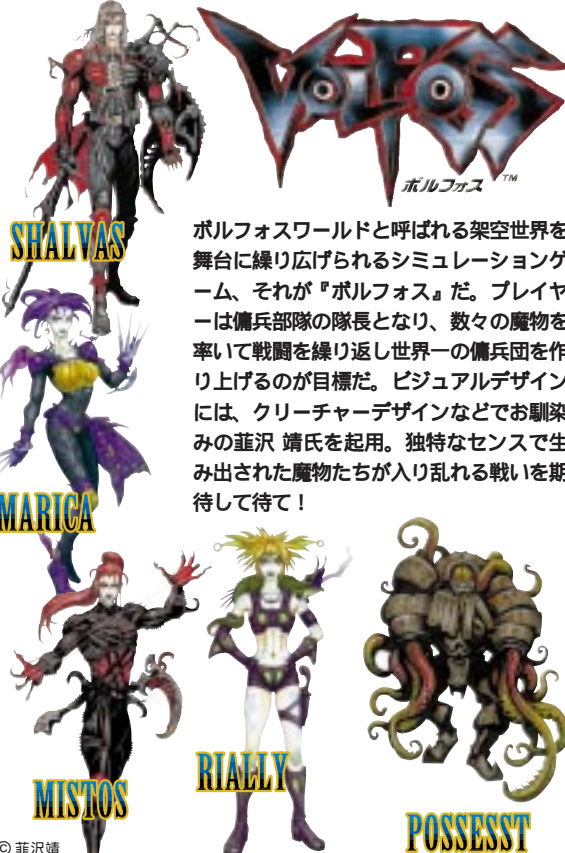 VOLFOSS
ボルフォス TM
SHALVAS
ボルフォスワールドと呼ばれる架空世界を
舞台に繰り広げられるシミュレーションゲ
ーム、それが『ボルフォス』だ。プレイヤ
ーは傭兵部隊の隊長となり、数々の魔物を
率いて戦闘を繰り返し世界一の傭兵団を作
り上げるのが目標だ。ビジュアルデザイン
には、クリーチャーデザインなどでお馴染
みの韮沢 靖氏を起用。独特なセンスで生
み出された魔物たちが入り乱れる戦いを期
待して待て！
MARICA
MISTOS
RIALLY
POSSESST
© 韮沢靖